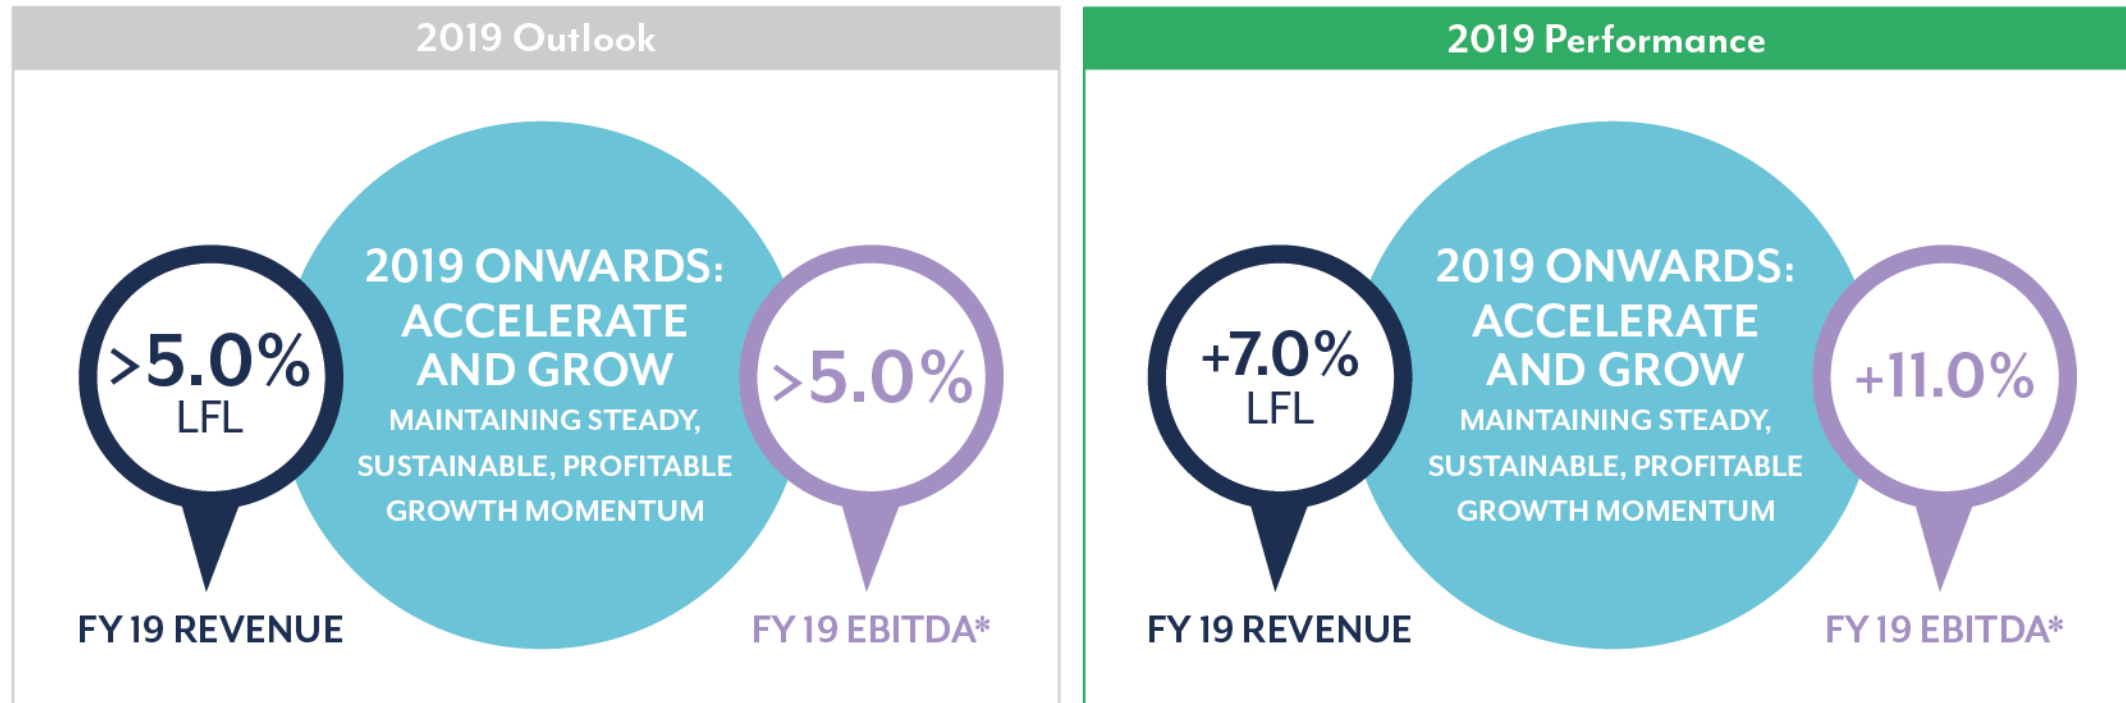 2019 Outlook
>5.0%
LFL
FY 19 REVENUE
2019 ONWARDS:
ACCELERATE
AND GROW
MAINTAINING STEADY,
SUSTAINABLE, PROFITABLE
GROWTH MOMENTUM
>5.0%
FY 19 EBITDA*
2019 Performance
+7.0%
LFL
FY 19 REVENUE
2019 ONWARDS:
ACCELERATE
AND GROW
MAINTAINING STEADY,
SUSTAINABLE, PROFITABLE
GROWTH MOMENTUM
+11.0%
FY 19 EBITDA*